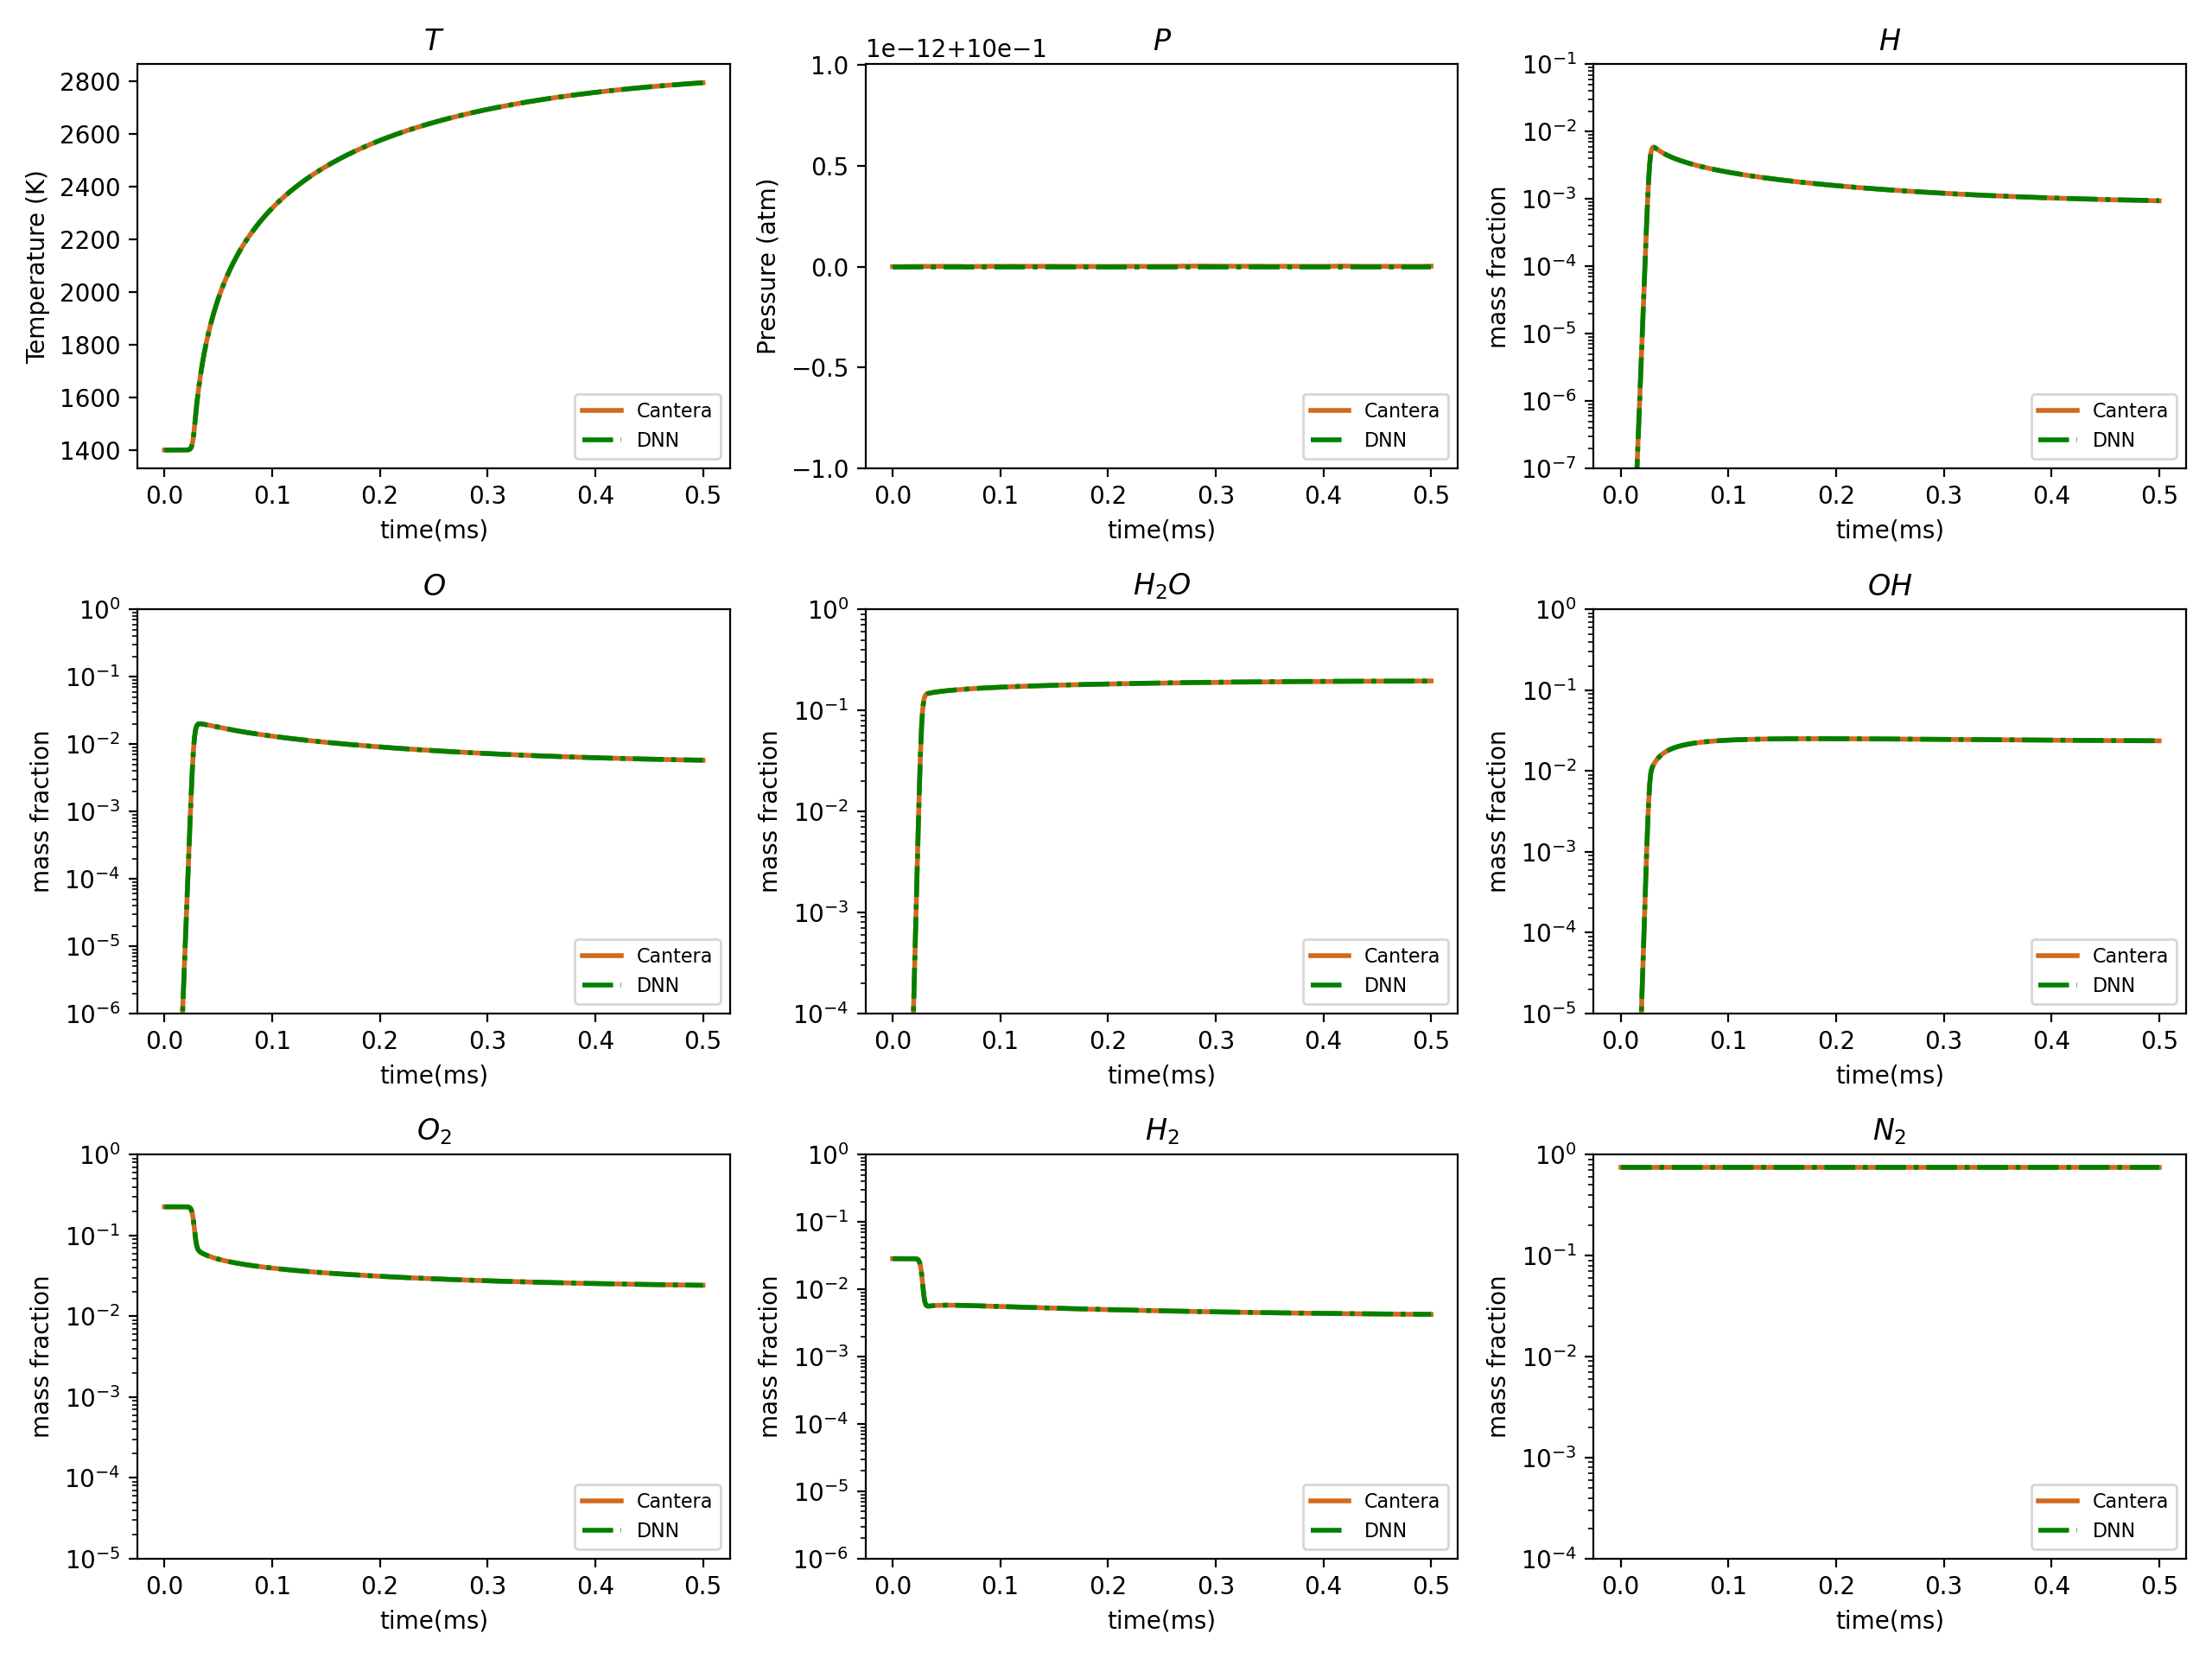 T
2800
2600
2400
2200
2000
1800
1600
1400
Temperature (K)
Cantera
DNN
0.0 0.1 0.2 0.3 0.4 0.5
time(ms)
1e−12+10e−1
P
1.0
0.5
0.0
−0.5
−1.0
Pressure (atm)
Cantera
DNN
0.0 0.1 0.2 0.3 0.4 0.5
time(ms)
H
10⁻¹
10⁻²
10⁻³
10⁻⁴
10⁻⁵
10⁻⁶
10⁻⁷
mass fraction
Cantera
DNN
0.0 0.1 0.2 0.3 0.4 0.5
time(ms)
O
10⁰
10⁻¹
10⁻²
10⁻³
10⁻⁴
10⁻⁵
10⁻⁶
mass fraction
Cantera
DNN
0.0 0.1 0.2 0.3 0.4 0.5
time(ms)
H₂O
10⁰
10⁻¹
10⁻²
10⁻³
10⁻⁴
mass fraction
Cantera
DNN
0.0 0.1 0.2 0.3 0.4 0.5
time(ms)
OH
10⁰
10⁻¹
10⁻²
10⁻³
10⁻⁴
10⁻⁵
mass fraction
Cantera
DNN
0.0 0.1 0.2 0.3 0.4 0.5
time(ms)
O₂
10⁰
10⁻¹
10⁻²
10⁻³
10⁻⁴
10⁻⁵
mass fraction
Cantera
DNN
0.0 0.1 0.2 0.3 0.4 0.5
time(ms)
H₂
10⁰
10⁻¹
10⁻²
10⁻³
10⁻⁴
10⁻⁵
10⁻⁶
mass fraction
Cantera
DNN
0.0 0.1 0.2 0.3 0.4 0.5
time(ms)
N₂
10⁰
10⁻¹
10⁻²
10⁻³
10⁻⁴
mass fraction
Cantera
DNN
0.0 0.1 0.2 0.3 0.4 0.5
time(ms)